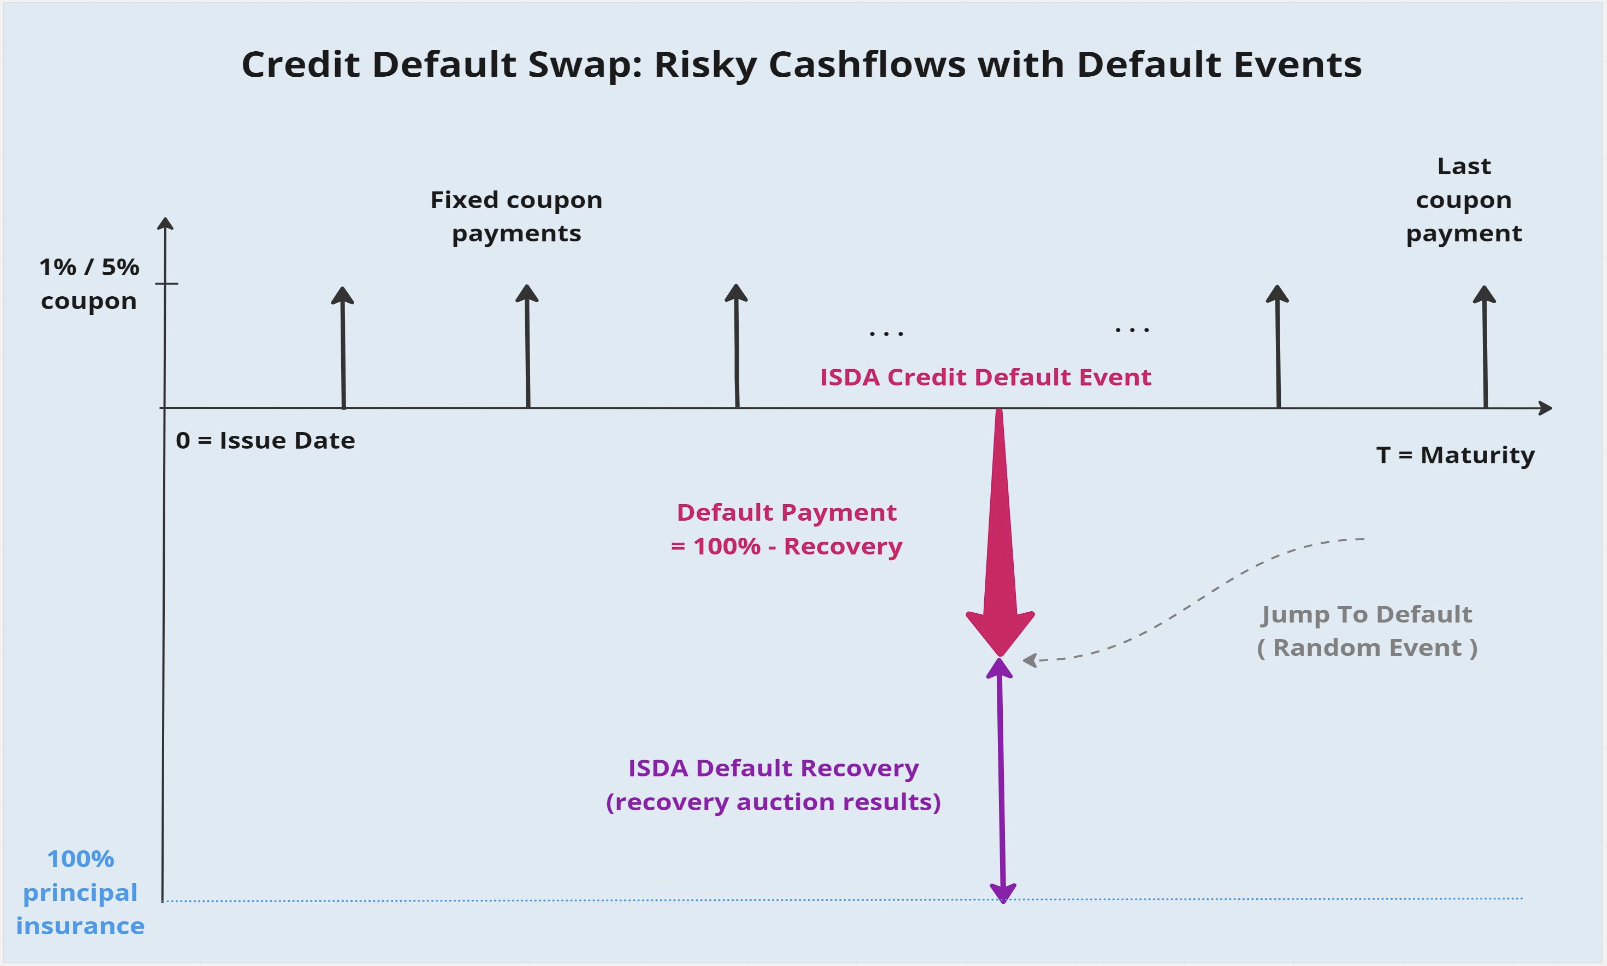 Credit Default Swap: Risky Cashflows with Default Events
Last
coupon
payment
Fixed coupon
payments
1% / 5%
coupon
...
...
ISDA Credit Default Event
0 = Issue Date
T = Maturity
Default Payment
= 100% - Recovery
Jump To Default
( Random Event )
ISDA Default Recovery
(recovery auction results)
100%
principal
insurance